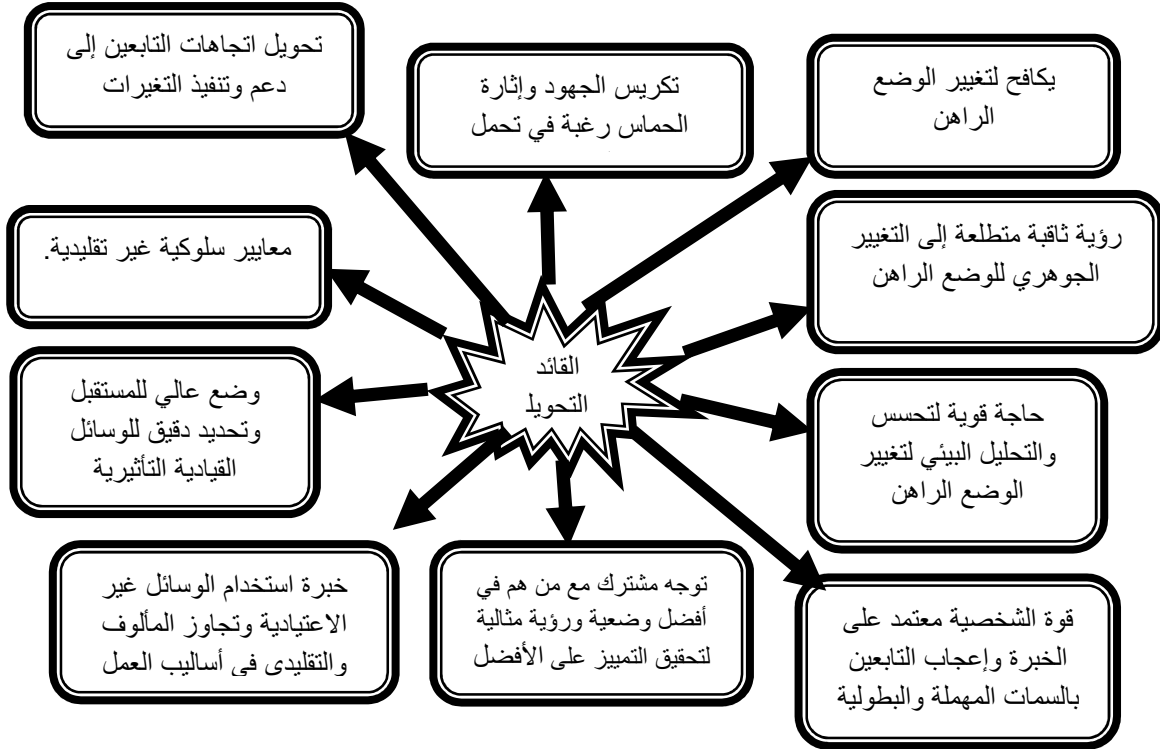 يكافح لتغيير الوضع
الراهن
تكريس الجهود وإثارة
الحماس رغبة في تحمل
تحويل اتجاهات التابعين إلى
دعم وتنفيذ التغيرات
رؤية ثاقبة متطلعة إلى التغيير
الجوهري للوضع الراهن
معايير سلوكية غير تقليدية.
القائد
التحويل
حاجة قوية لتحسس
والتحليل البيئي لتغيير
الوضع الراهن
وضع عالي للمستقبل
وتحديد دقيق للوسائل
القيادية التأثيرية
قوة الشخصية معتمد على
الخبرة وإعجاب التابعين
بالسمات المهملة والبطولية
توجه مشترك مع من هم في
أفضل وضعية ورؤية مثالية
لتحقيق التمييز على الأفضل
خبرة استخدام الوسائل غير
الاعتيادية وتجاوز المألوف
والتقليدي في أساليب العمل